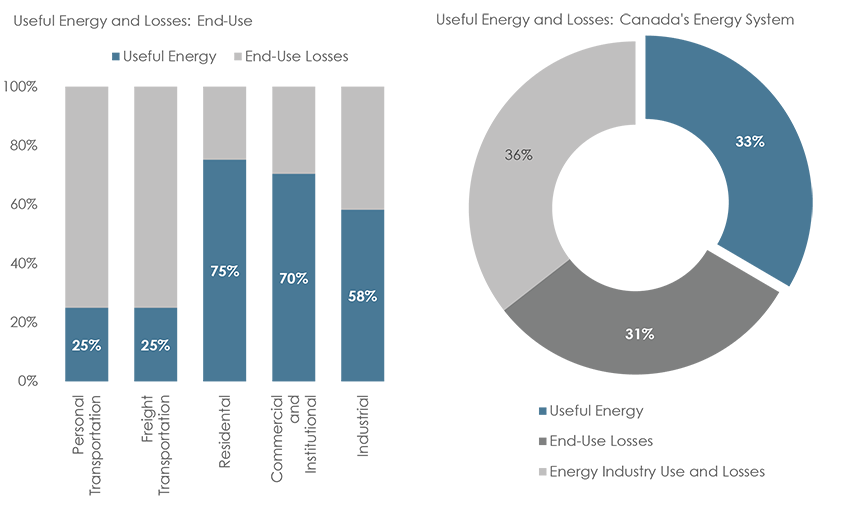 Useful Energy and Losses: End-Use
Useful Energy
End-Use Losses
100%
80%
60%
40%
20%
0%
25%
25%
75%
70%
58%
Personal
Transportation
Freight
Transportation
Residental
Commercial
and
Institutional
Industrial
Useful Energy and Losses: Canada's Energy System
33%
36%
31%
Useful Energy
End-Use Losses
Energy Industry Use and Losses